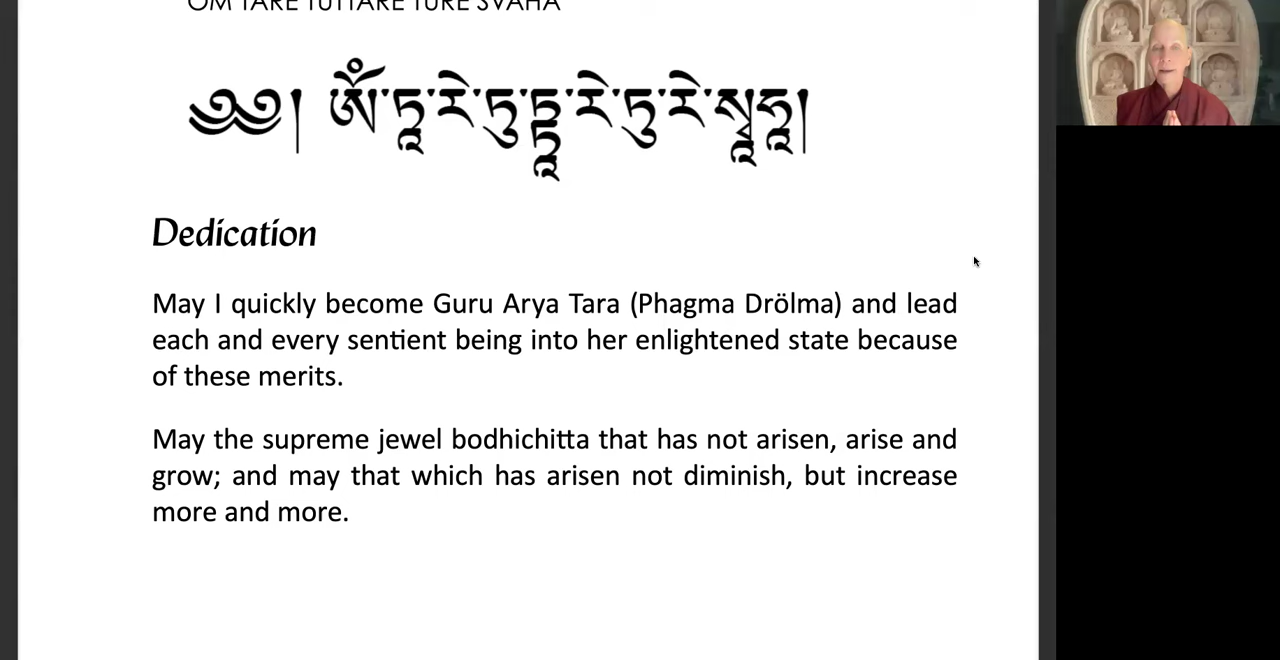 OM TARE TUTTARE TURE SVAHA
༄༅། ཨོཾ་ཏཱ་རེ་ཏུ་ཏྟཱ་རེ་ཏུ་རེ་སྭཱཧཱ།
Dedication
May I quickly become Guru Arya Tara (Phagma Drölma) and lead
each and every sentient being into her enlightened state because
of these merits.
May the supreme jewel bodhichitta that has not arisen, arise and
grow; and may that which has arisen not diminish, but increase
more and more.